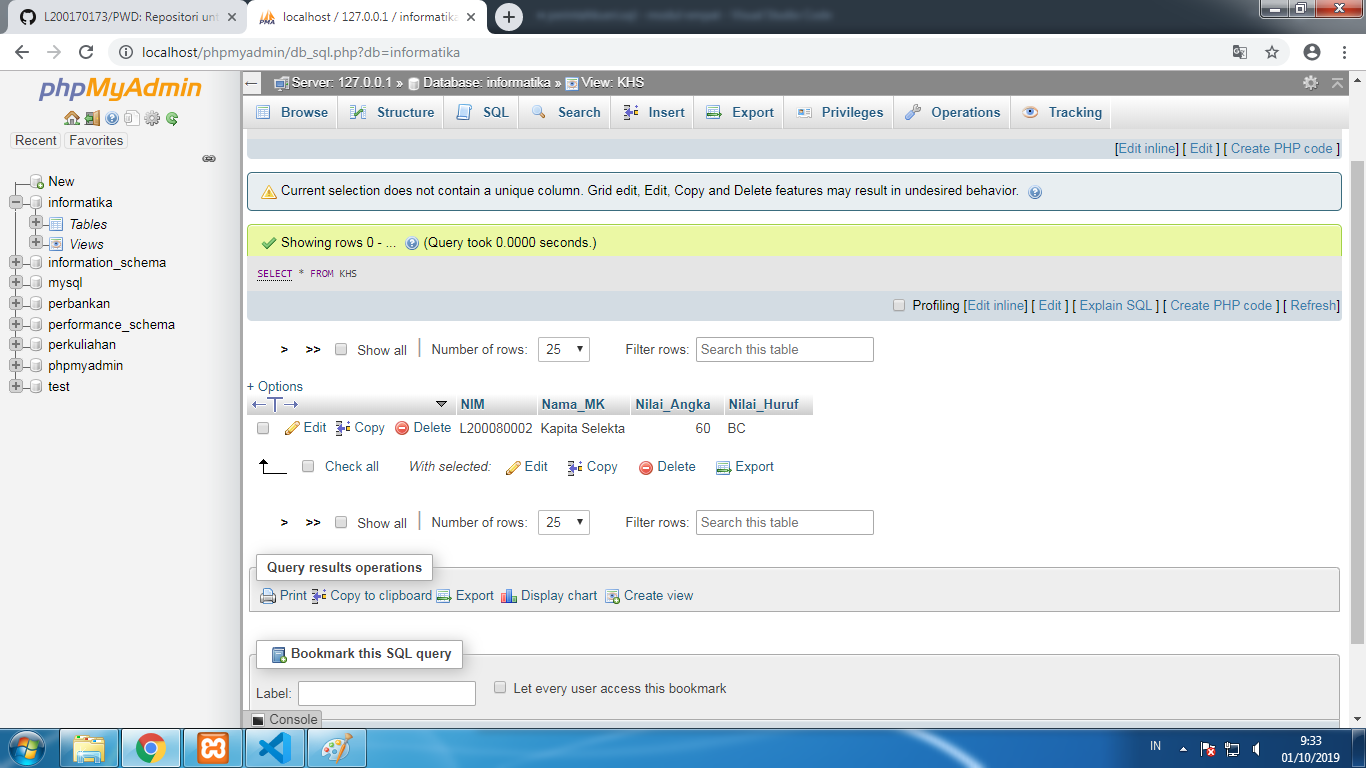 L200170173/PWD: Repositori unt
localhost / 127.0.0.1 / informatika
localhost/phpmyadmin/db_sql.php?db=informatika
phpMyAdmin
Recent Favorites
New
informatika
Tables
Views
information_schema
mysql
perbankan
performance_schema
perkuliahan
phpmyadmin
test
Server: 127.0.0.1 » Database: informatika » View: KHS
Browse Structure SQL Search Insert Export Privileges Operations Tracking
[Edit inline] [ Edit ] [ Create PHP code ]
Current selection does not contain a unique column. Grid edit, Edit, Copy and Delete features may result in undesired behavior.
Showing rows 0 - ... (Query took 0.0000 seconds.)
SELECT * FROM KHS
Profiling [Edit inline] [ Edit ] [ Explain SQL ] [ Create PHP code ] [ Refresh]
> >> Show all | Number of rows: 25 Filter rows: Search this table
+ Options
←T→ NIM Nama_MK Nilai_Angka Nilai_Huruf
Edit Copy Delete L200080002 Kapita Selekta 60 BC
Check all With selected: Edit Copy Delete Export
> >> Show all | Number of rows: 25 Filter rows: Search this table
Query results operations
Print Copy to clipboard Export Display chart Create view
Bookmark this SQL query
Label: Let every user access this bookmark
Console
IN 9:33
01/10/2019